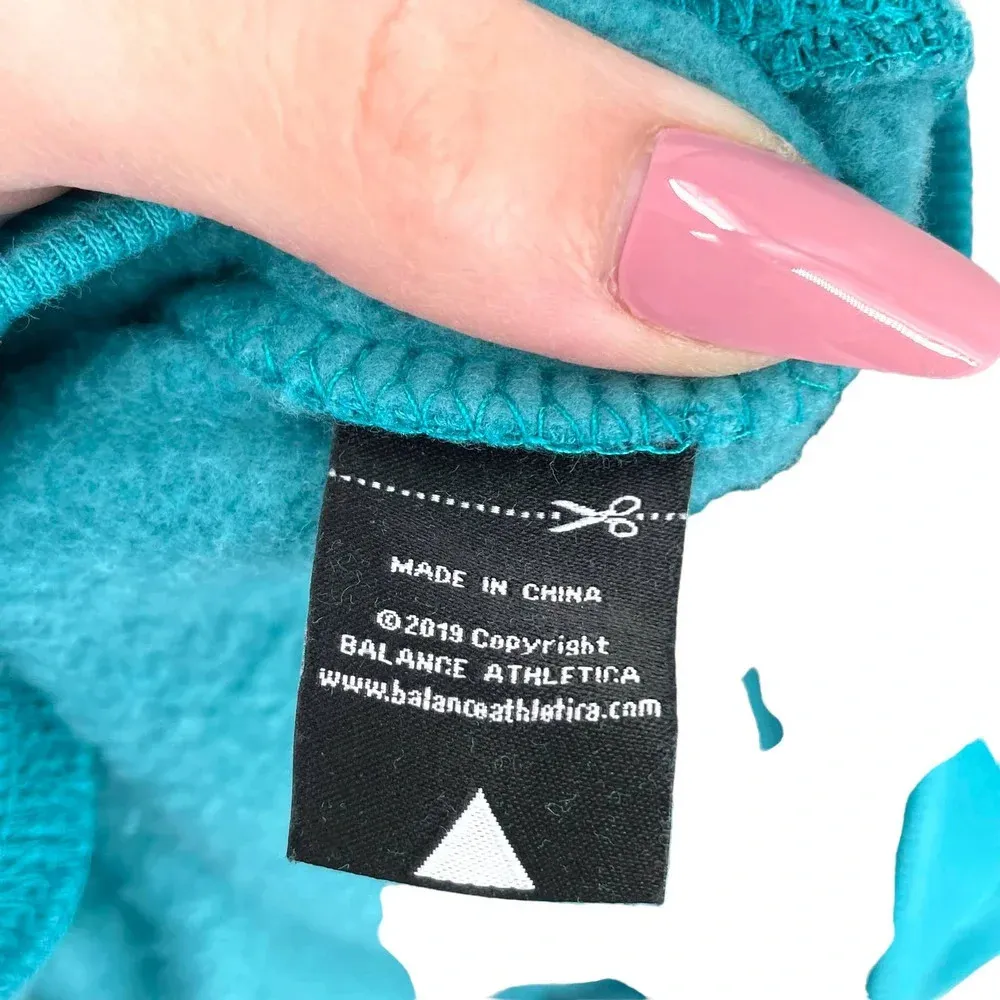 MADE IN CHINA
©2019 Copyright
BALANCE ATHLETICA
www.balanceathletica.com